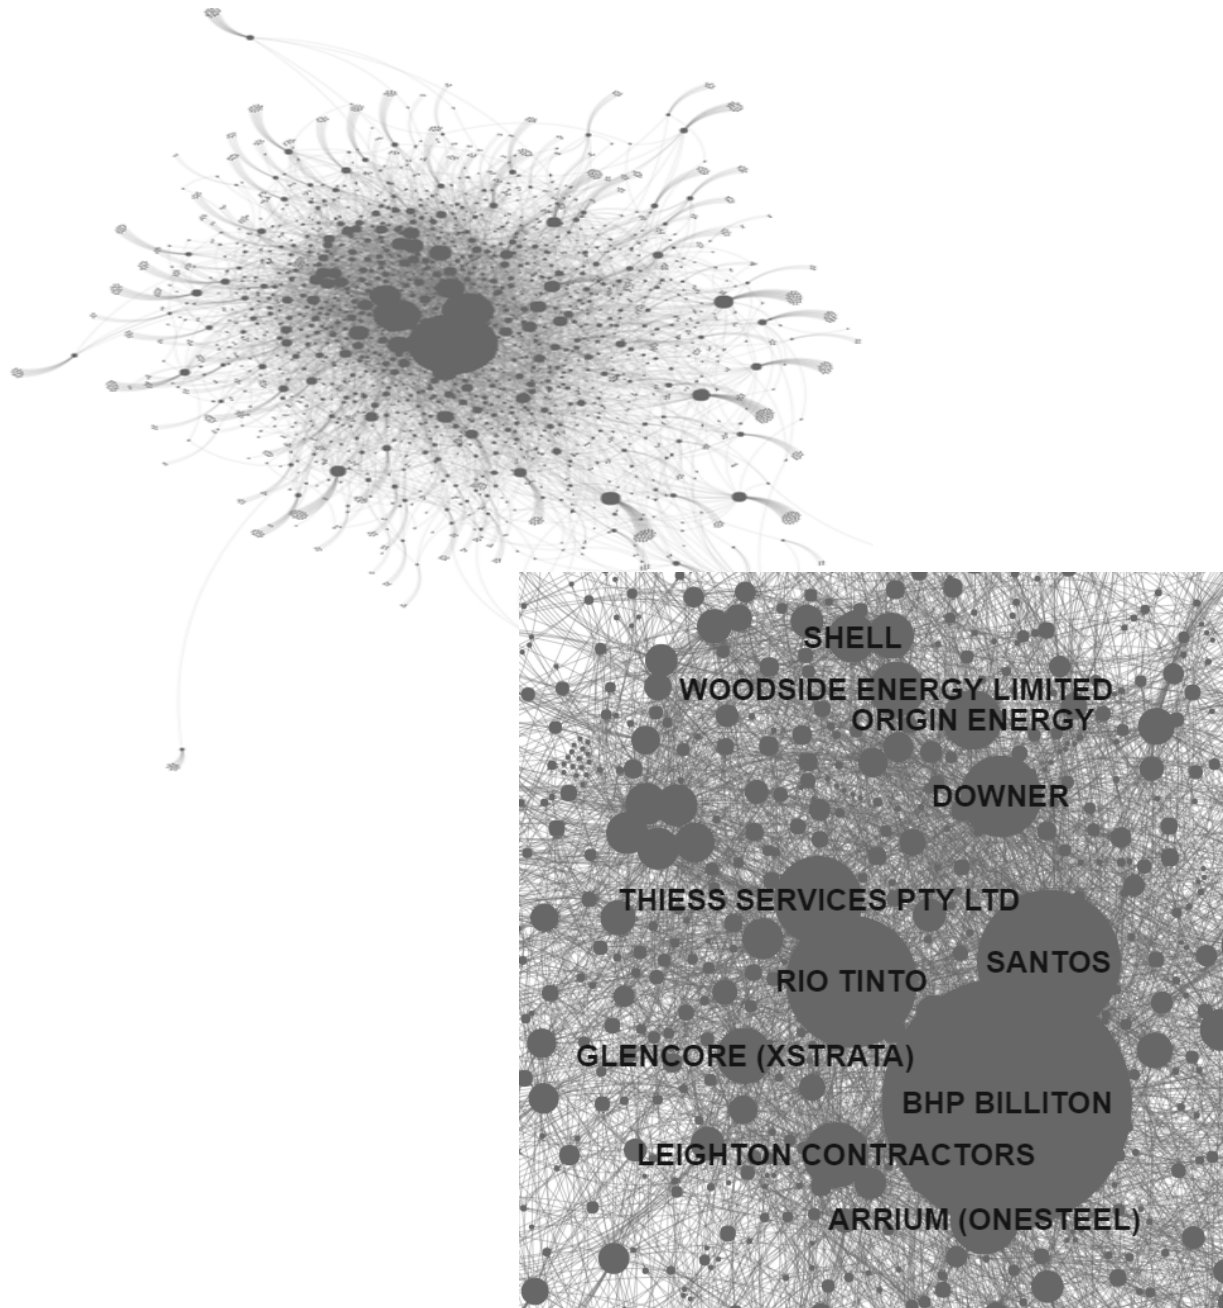 SHELL
WOODSIDE ENERGY LIMITED
ORIGIN ENERGY
DOWNER
THIESS SERVICES PTY LTD
SANTOS
RIO TINTO
GLENCORE (XSTRATA)
BHP BILLITON
LEIGHTON CONTRACTORS
ARRIUM (ONESTEEL)